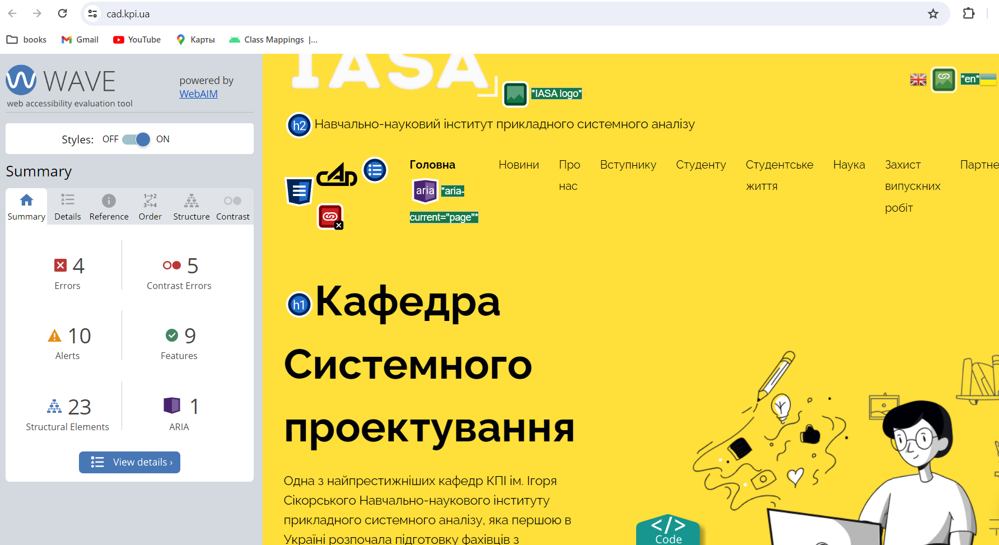 cad.kpi.ua
books
Gmail
YouTube
Карты
Class Mappings |...
WAVE
powered by
WebAIM
web accessibility evaluation tool
Styles: OFF ON
Summary
Summary Details Reference Order Structure Contrast
1 2
3 4
4
Errors
5
Contrast Errors
10
Alerts
9
Features
23
Structural Elements
1
ARIA
View details ›
IASA
*IASA logo*
*en*
h2 Навчально-науковий інститут прикладного системного аналізу
cAD
Головна
aria *aria-
current="page"*
Новини
Про
нас
Вступнику
Студенту
Студентське
життя
Наука
Захист
випускних
робіт
Партне
h1 Кафедра
Системного
проектування
Одна з найпрестижніших кафедр КПІ ім. Ігоря
Сікорського Навчально-наукового інституту
прикладного системного аналізу, яка першою в
Україні розпочала підготовку фахівців з
</>
Code